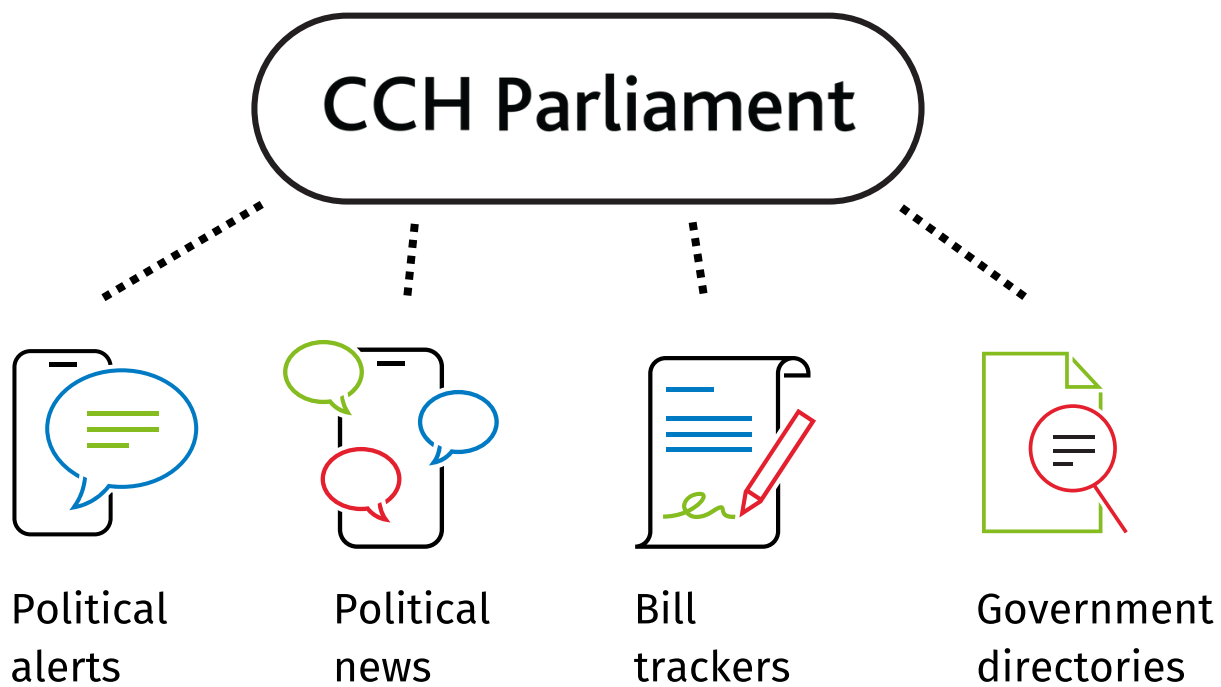 CCH Parliament
Political
alerts
Political
news
Bill
trackers
Government
directories